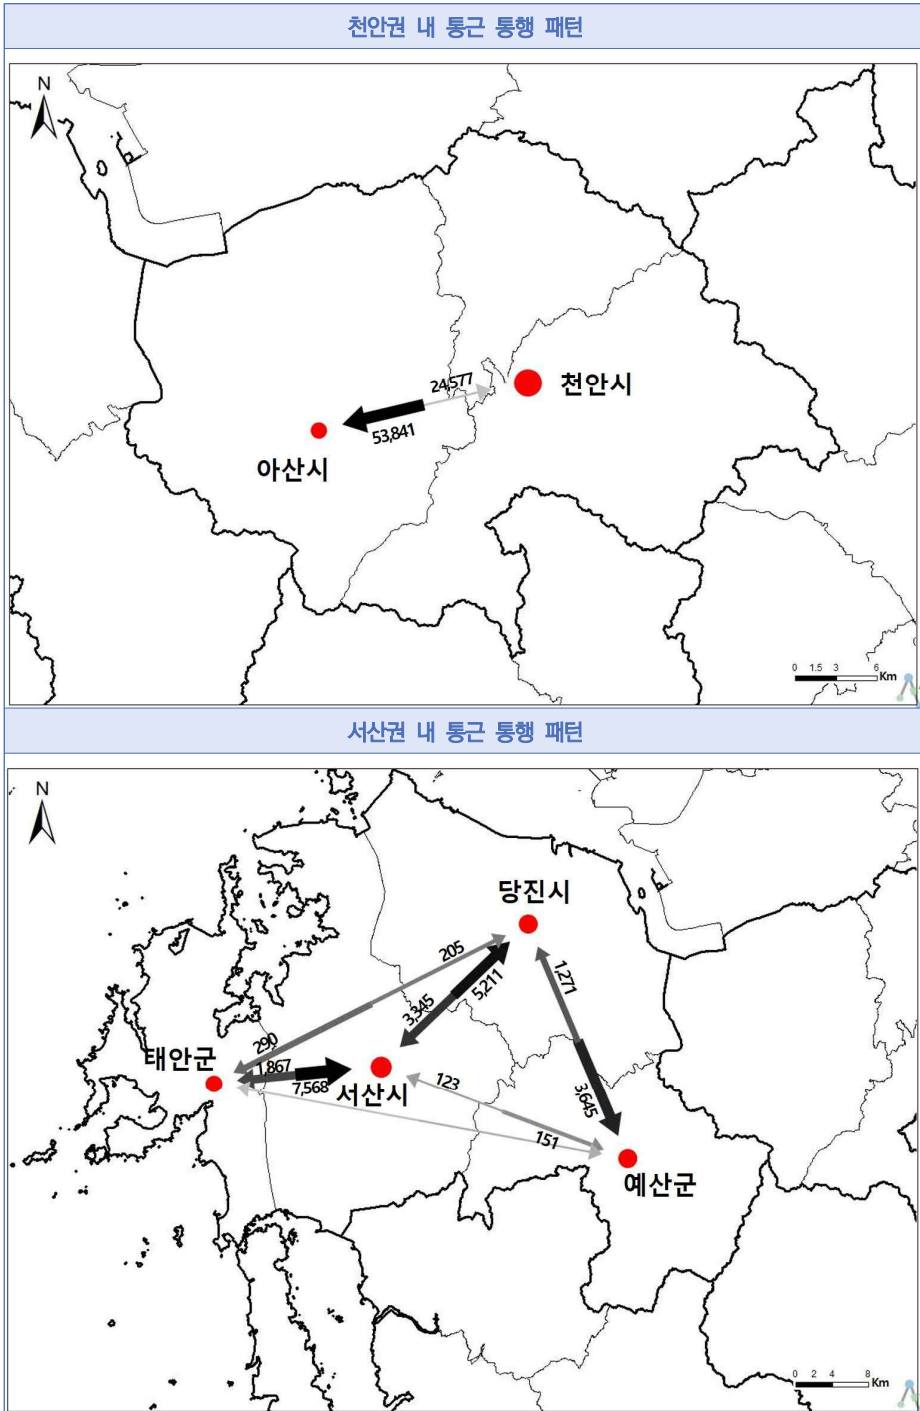 천안권 내 통근 통행 패턴
N
24,577
천안시
53,841
아산시
0 1.5 3 6
Km
서산권 내 통근 통행 패턴
N
당진시
205
1,271
5,211
3,345
290
태안군
1,867
7,568
서산시
123
3,645
151
예산군
0 2 4 8
Km